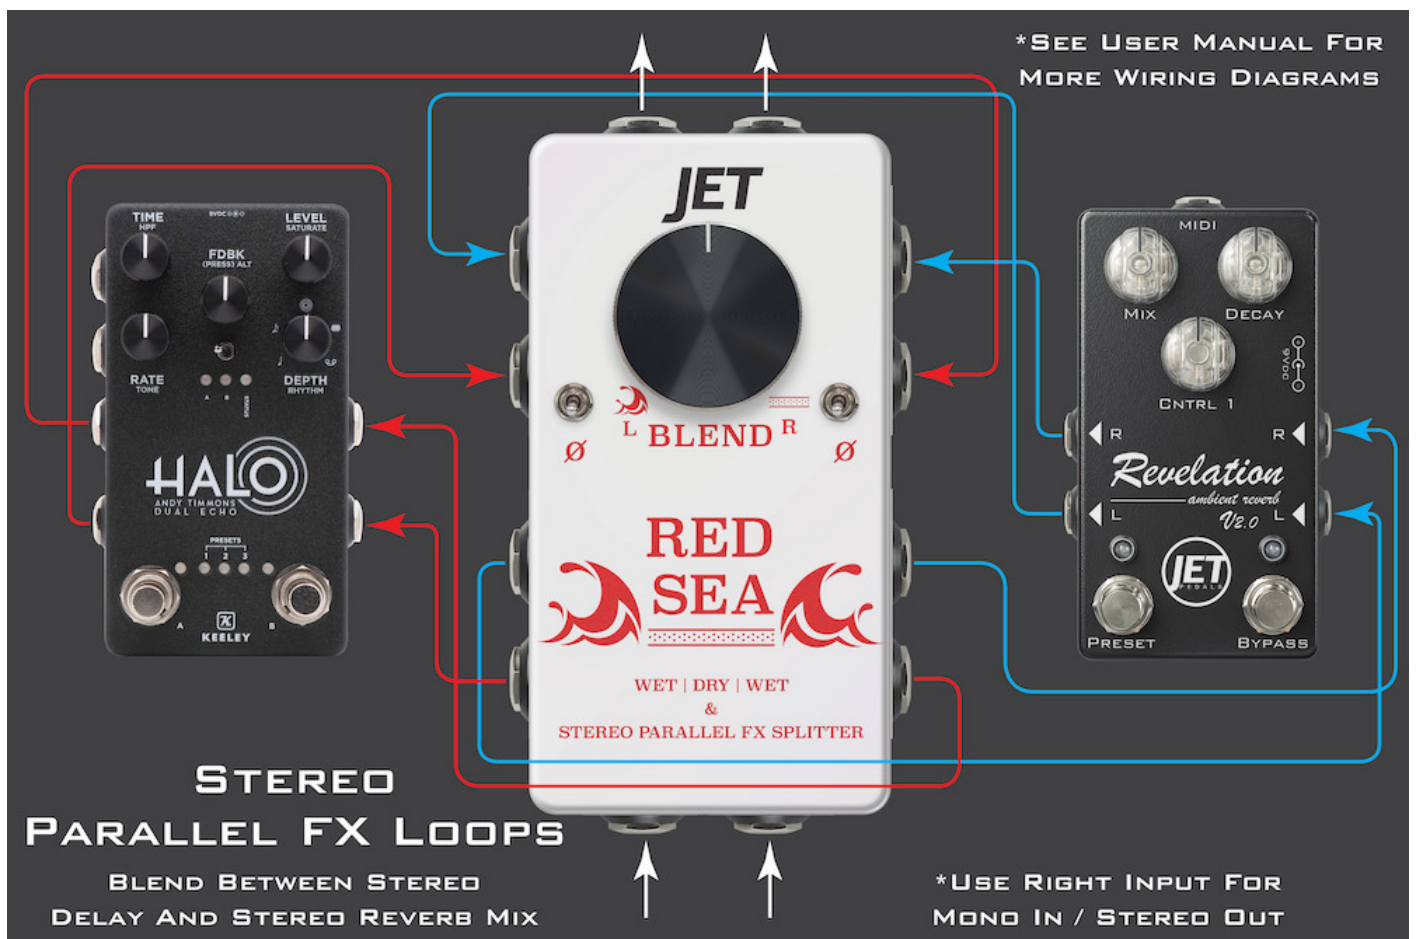 *See User Manual For
More Wiring Diagrams
JET
L BLEND R
Ø
Ø
RED
SEA
WET | DRY | WET
&
STEREO PARALLEL FX SPLITTER
9VDC
TIME
HPF
LEVEL
SATURATE
FDBK
(PRESS) ALT
RATE
TONE
DEPTH
RHYTHM
A B STATUS
HALO
ANDY TIMMONS
DUAL ECHO
PRESETS
1 2 3
A B
KEELEY
MIDI
Mix
Decay
Cntrl 1
9VDC
R R
Revelation
ambient reverb
V2.0
L L
JET
PEDALS
Preset
Bypass
Stereo
Parallel FX Loops
Blend Between Stereo
Delay And Stereo Reverb Mix
*Use Right Input For
Mono In / Stereo Out